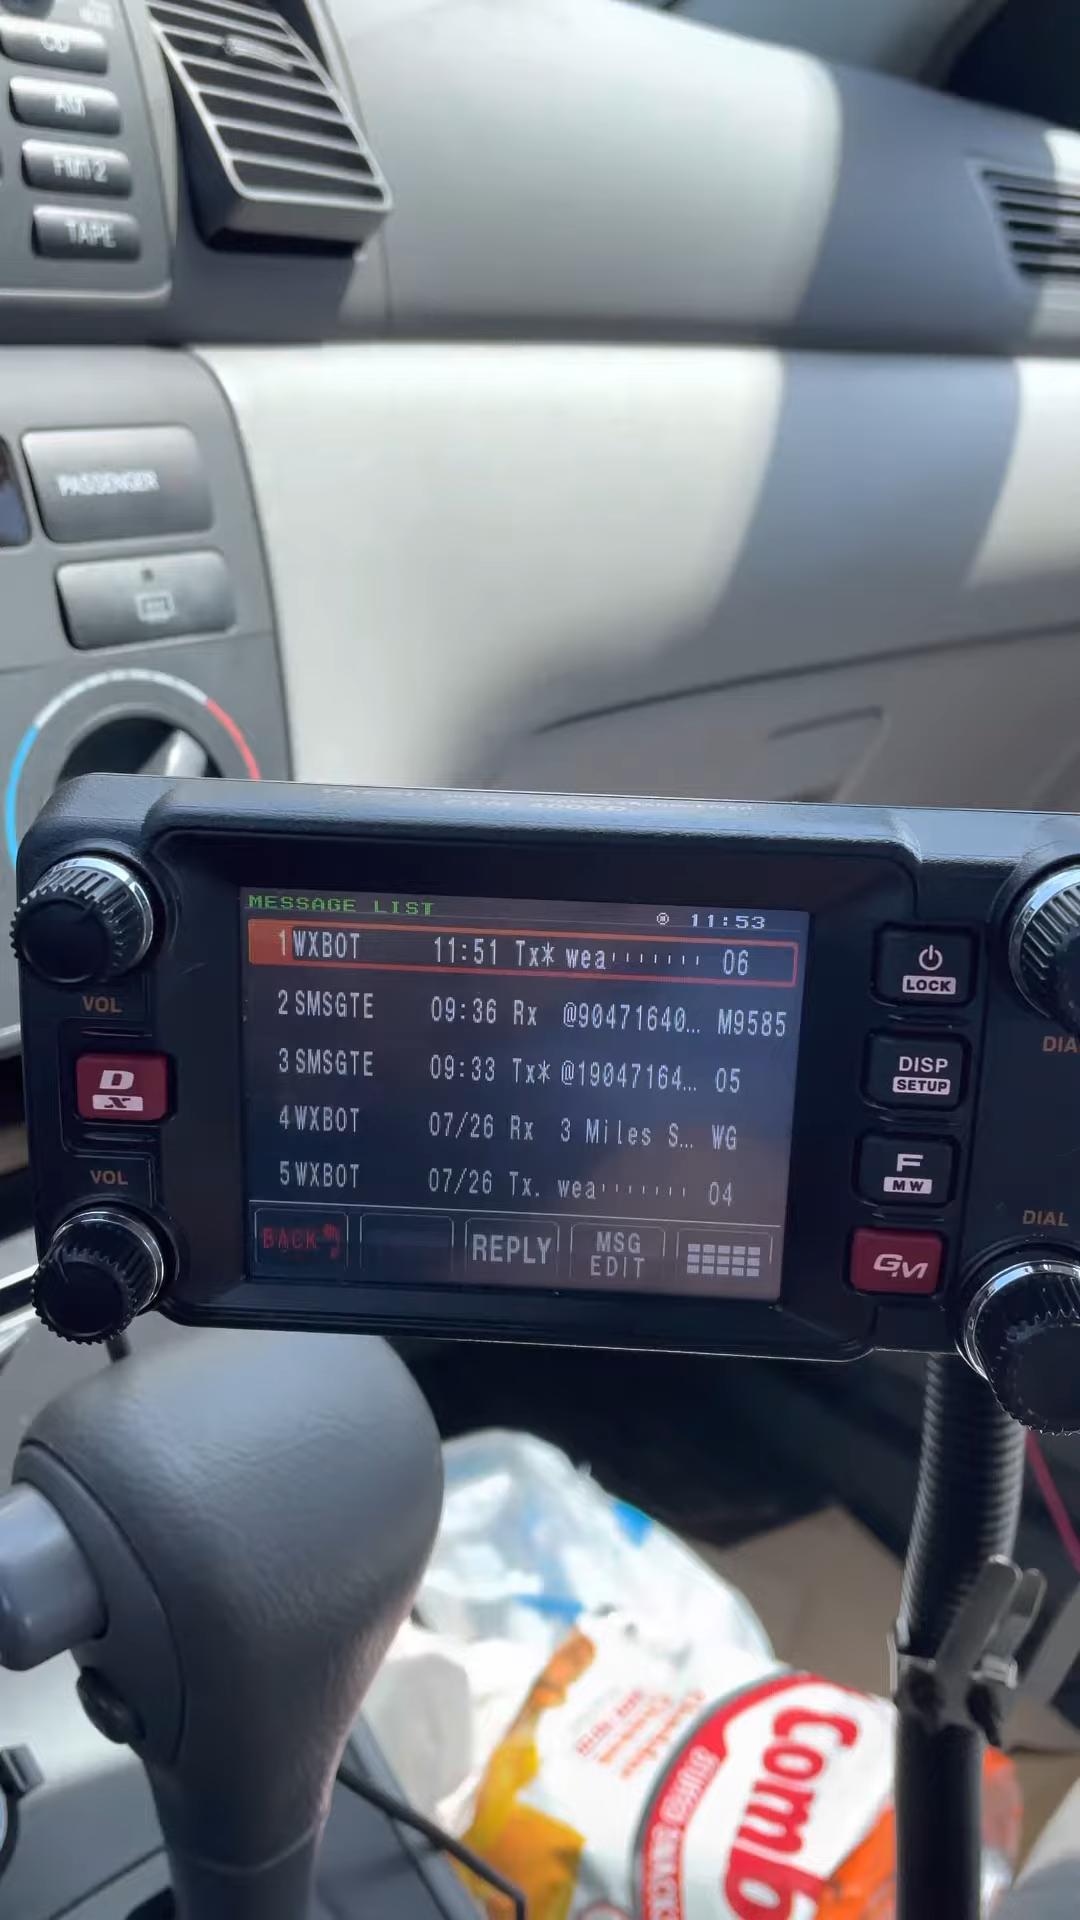 CD
AM
FM1·2
TAPE
PASSENGER
MESSAGE LIST
11:53
1 WXBOT 11:51 Tx* wea''''''' 06
2 SMSGTE 09:36 Rx @90471640… M9585
3 SMSGTE 09:33 Tx* @19047164… 05
4 WXBOT 07/26 Rx 3 Miles S… WG
5 WXBOT 07/26 Tx. wea''''''' 04
BACK
REPLY
MSG
EDIT
VOL
D
X
VOL
LOCK
DISP
SETUP
F
MW
GM
DIA
DIAL
Comb